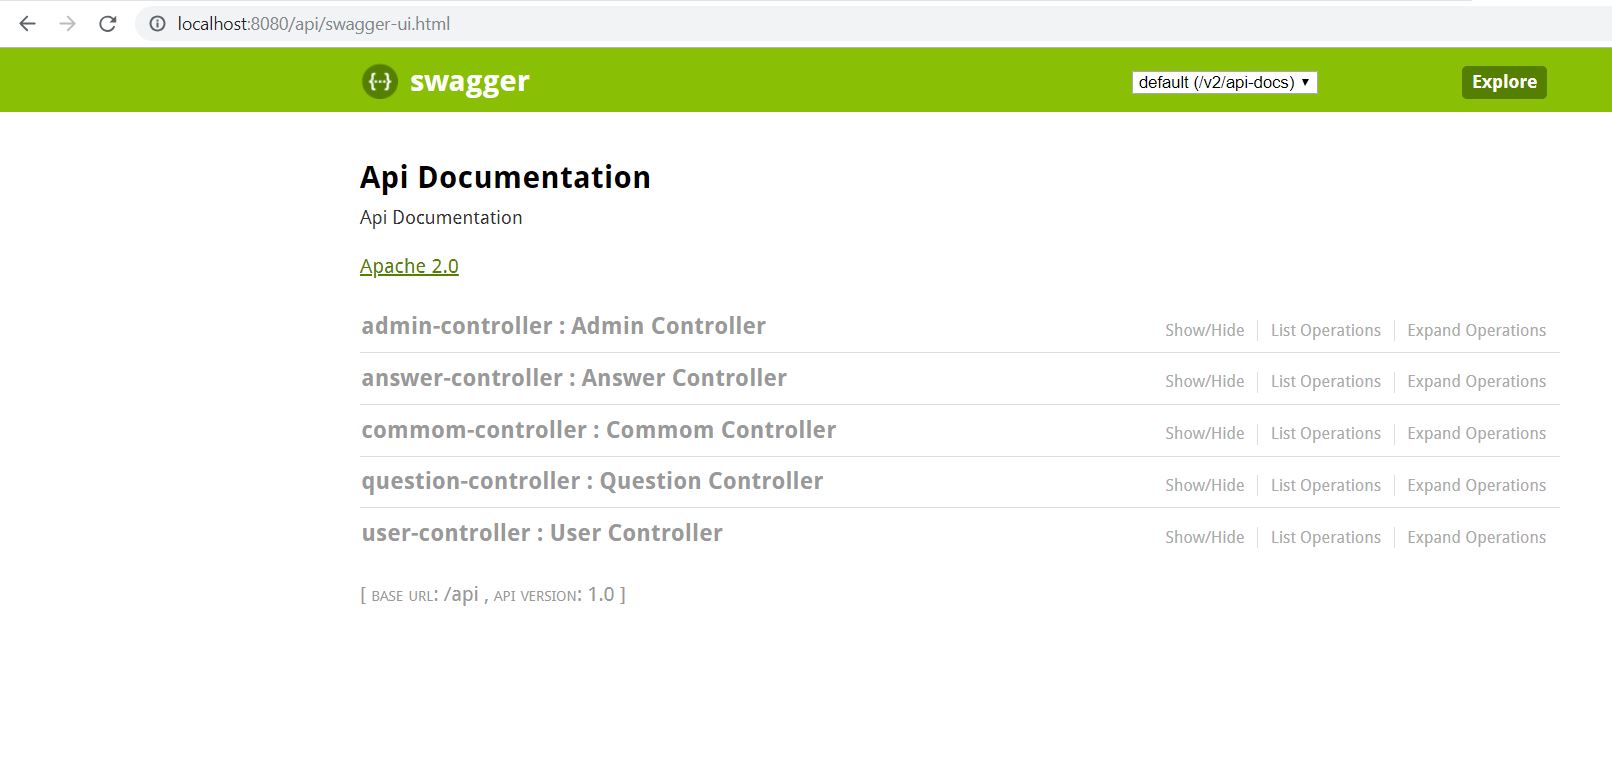 localhost:8080/api/swagger-ui.html
{...} swagger default (/v2/api-docs) Explore
Api Documentation
Api Documentation
Apache 2.0
admin-controller : Admin Controller Show/Hide List Operations Expand Operations
answer-controller : Answer Controller Show/Hide List Operations Expand Operations
commom-controller : Commom Controller Show/Hide List Operations Expand Operations
question-controller : Question Controller Show/Hide List Operations Expand Operations
user-controller : User Controller Show/Hide List Operations Expand Operations
[ BASE URL: /api , API VERSION: 1.0 ]